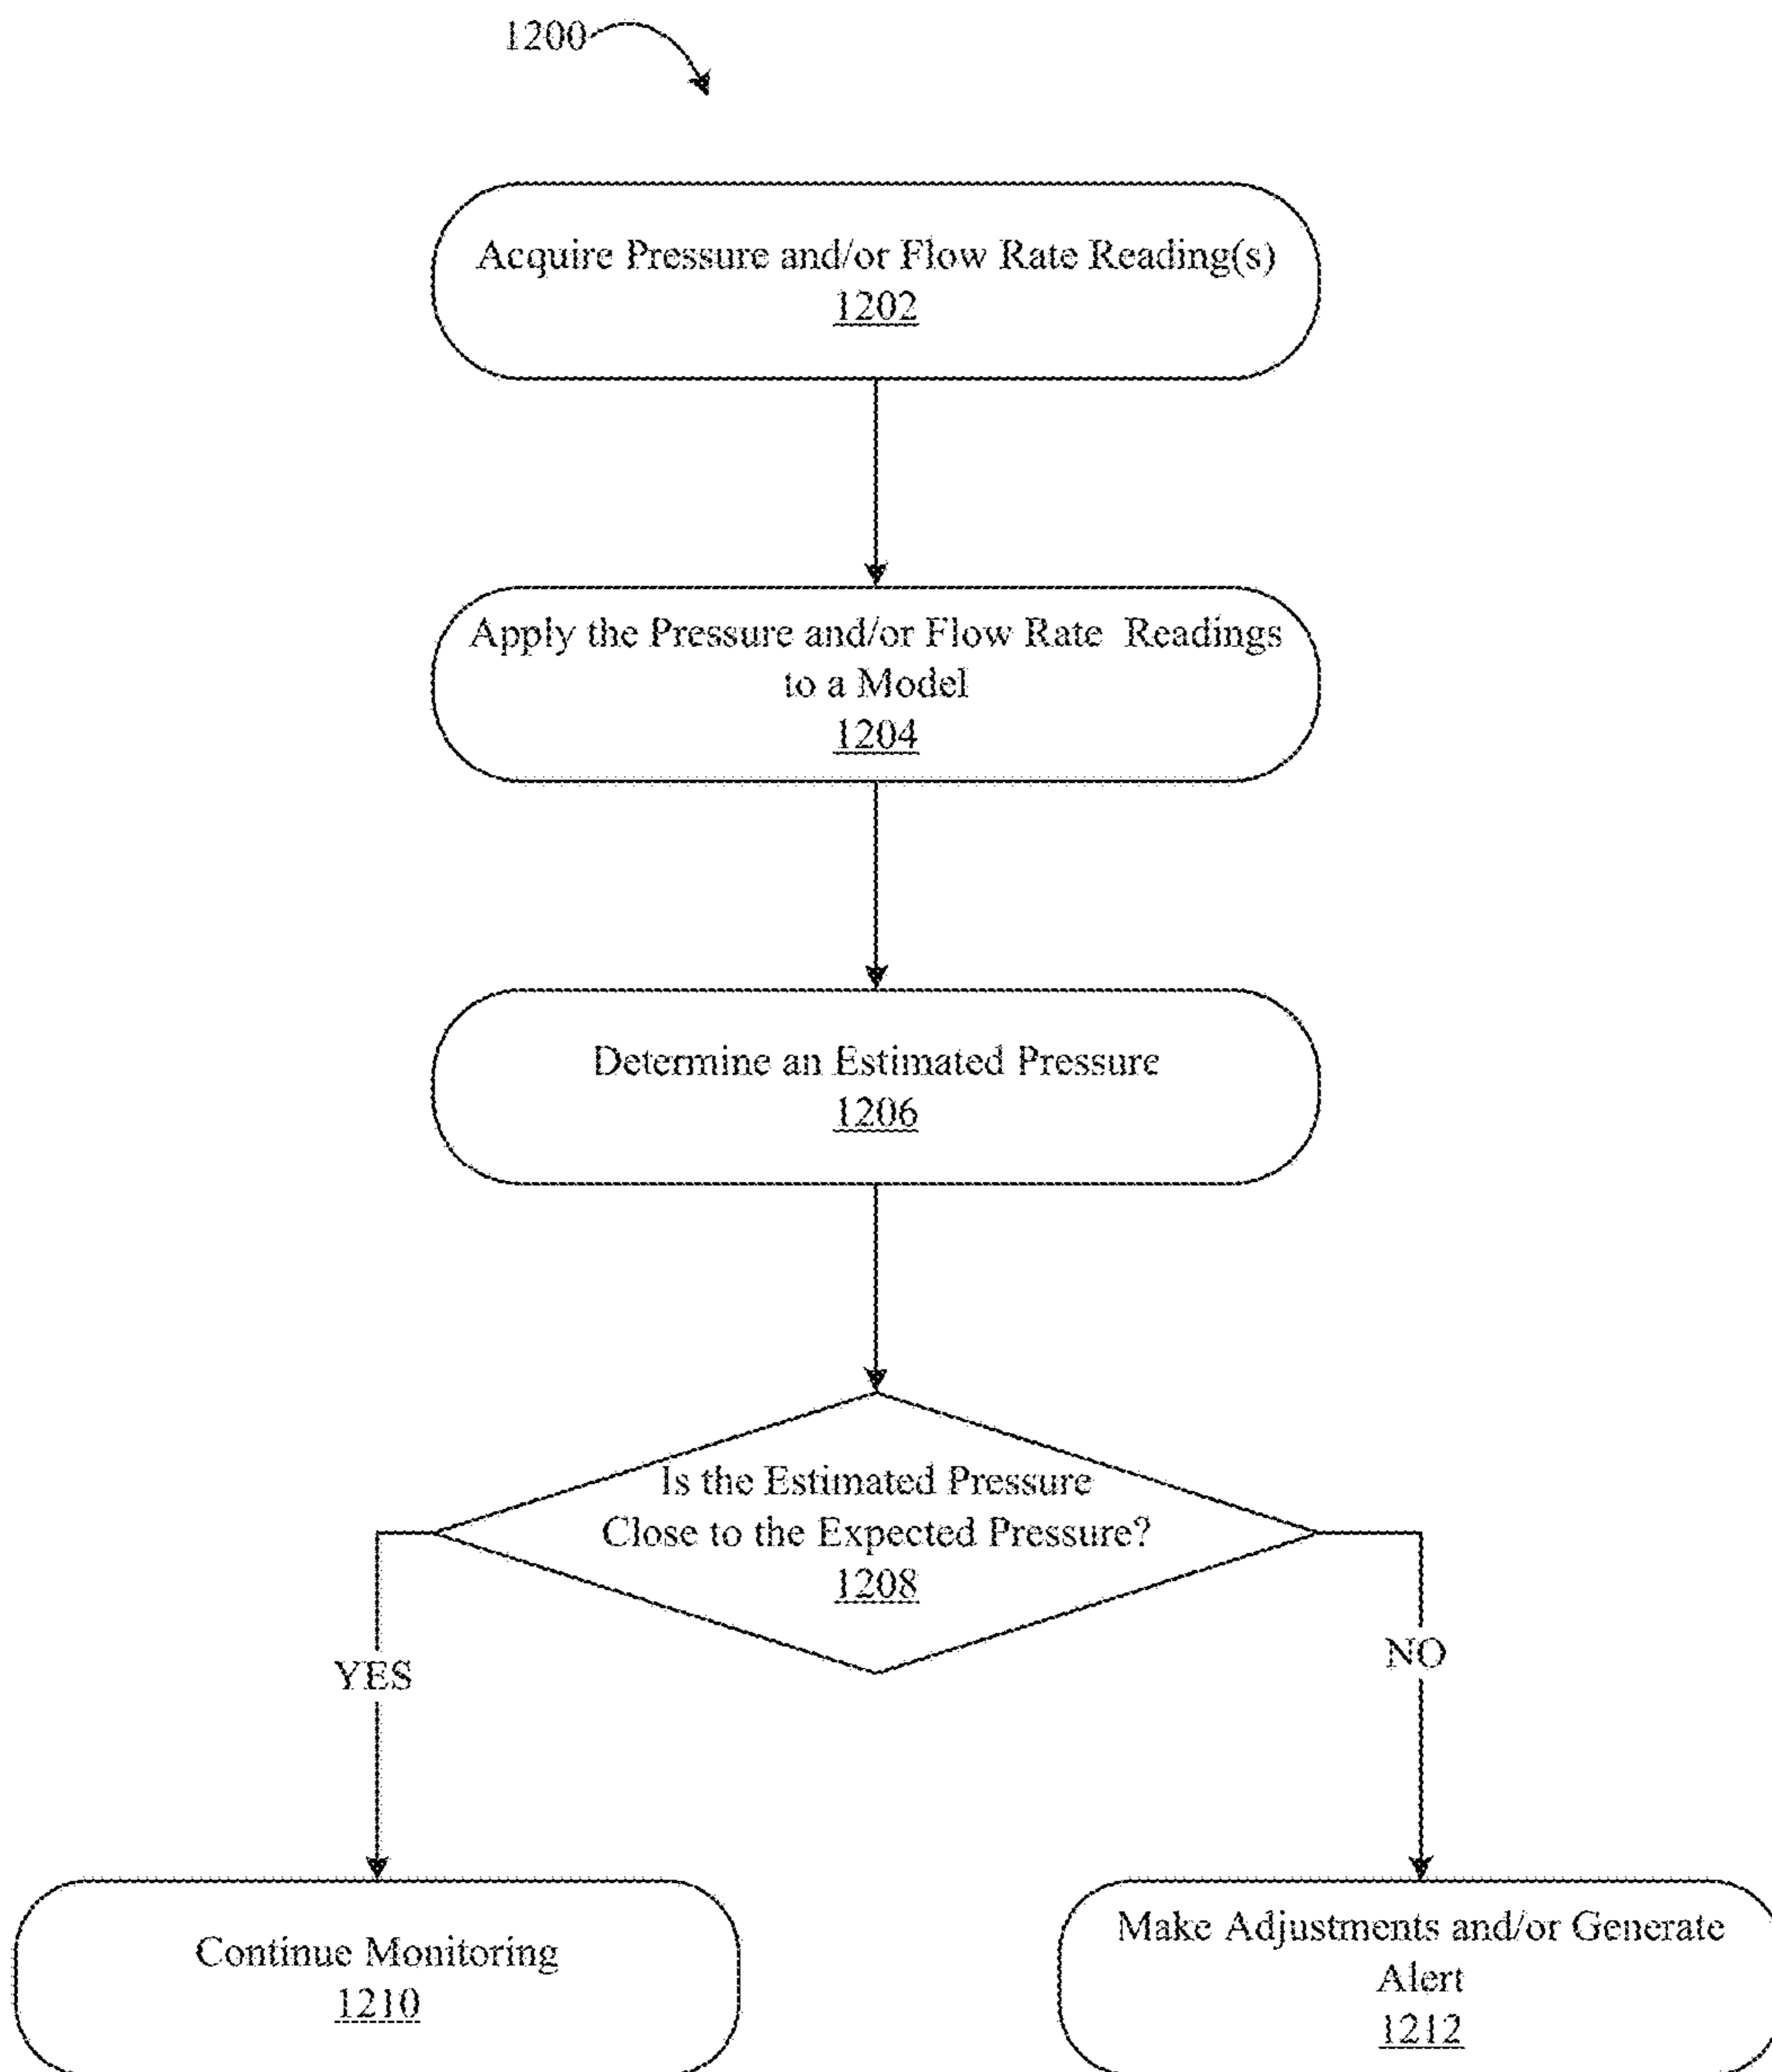 1200
Acquire Pressure and/or Flow Rate Reading(s)
1202
Apply the Pressure and/or Flow Rate Readings
to a Model
1204
Determine an Estimated Pressure
1206
Is the Estimated Pressure
Close to the Expected Pressure?
1208
YES
NO
Continue Monitoring
1210
Make Adjustments and/or Generate
Alert
1212